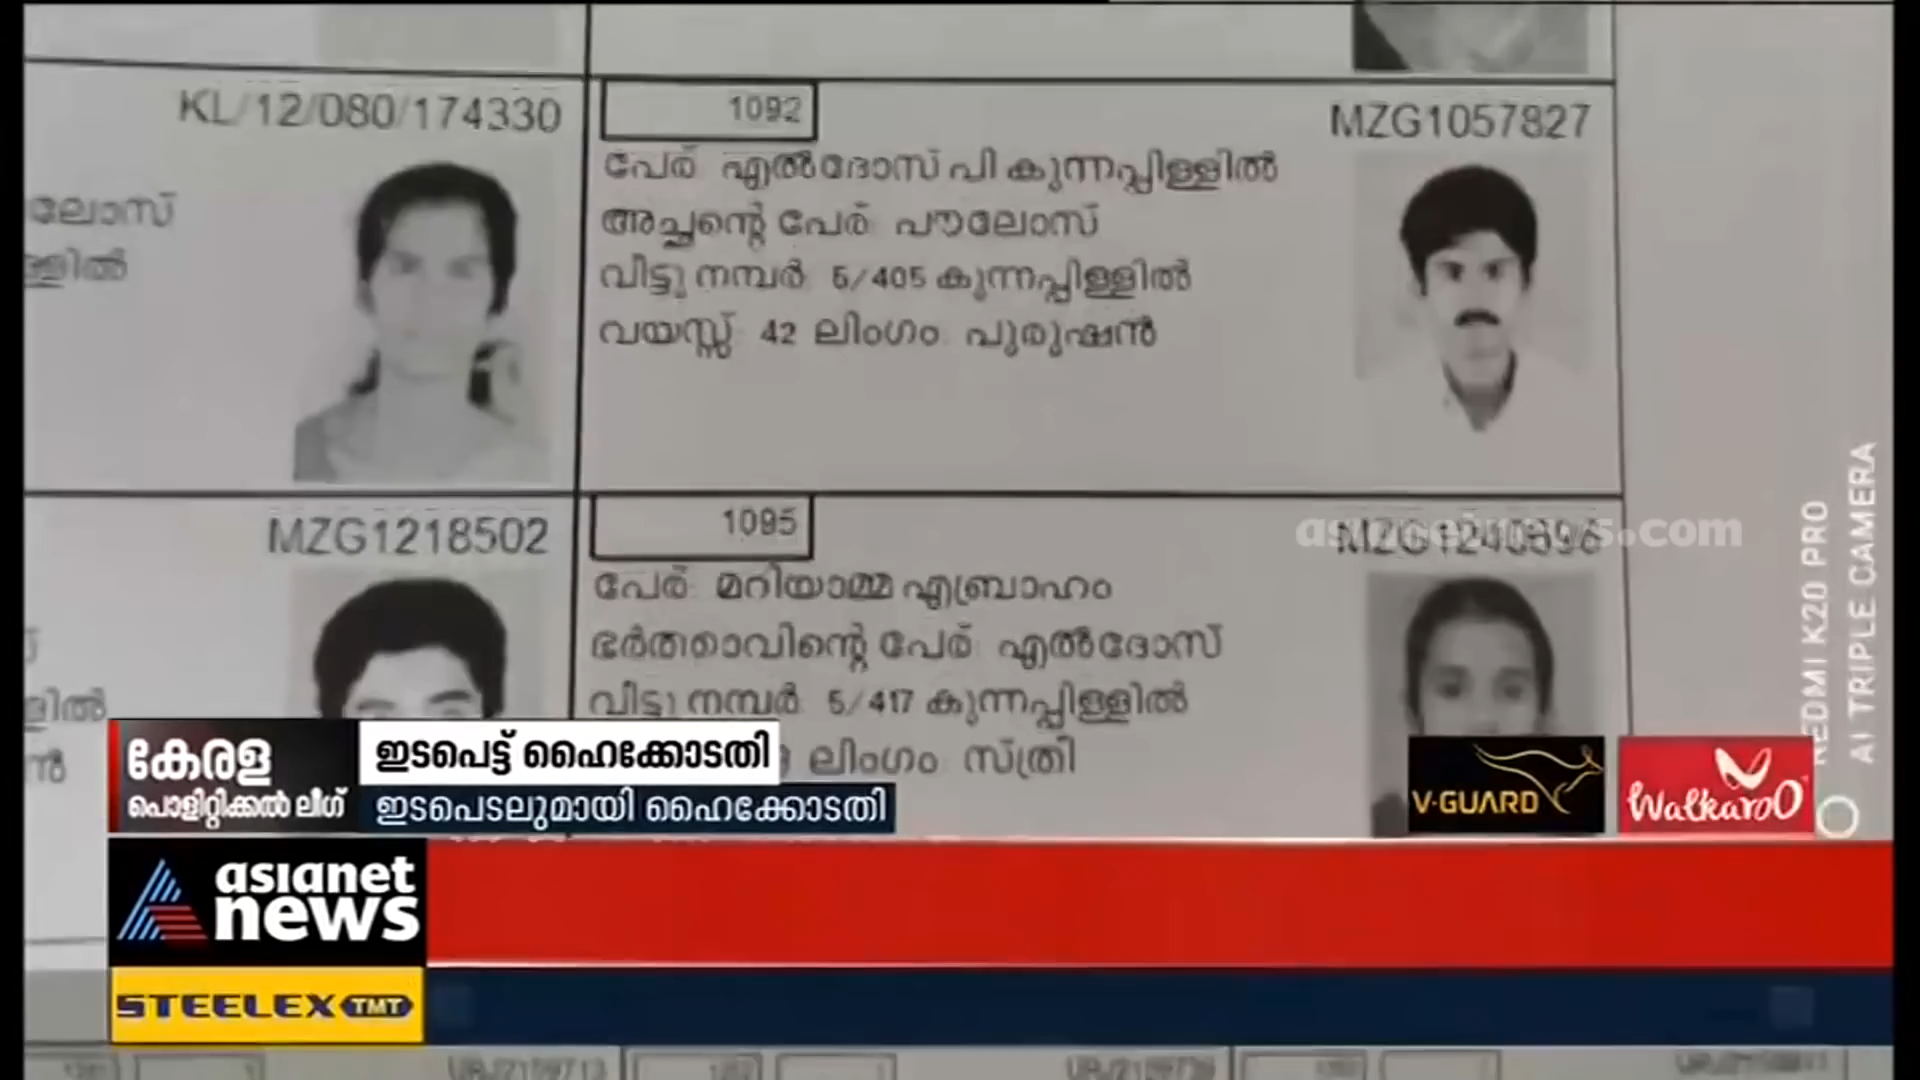 KL/12/080/174330
ലോസ്
ള്ളിൽ
1092
MZG1057827
പേര് എൽദോസ് പി കുന്നപ്പിള്ളിൽ
അച്ഛന്റെ പേര് പൗലോസ്
വീട്ടു നമ്പർ 5/405 കുന്നപ്പിള്ളിൽ
വയസ്സ് 42 ലിംഗം പുരുഷൻ
MZG1218502
ളിൽ
1095
asianetnews.com
പേര് മറിയാമ്മ എബ്രാഹം
ഭർത്താവിന്റെ പേര് എൽദോസ്
വീട്ടു നമ്പർ 5/417 കുന്നപ്പിള്ളിൽ
ലിംഗം സ്ത്രീ
REDMI K20 PRO
AI TRIPLE CAMERA
കേരള
പൊളിറ്റിക്കൽ ലീഗ്
ഇടപെട്ട് ഹൈക്കോടതി
ഇടപെടലുമായി ഹൈക്കോടതി
V-GUARD
Walkaroo
asianet
news
STEELEX TMT